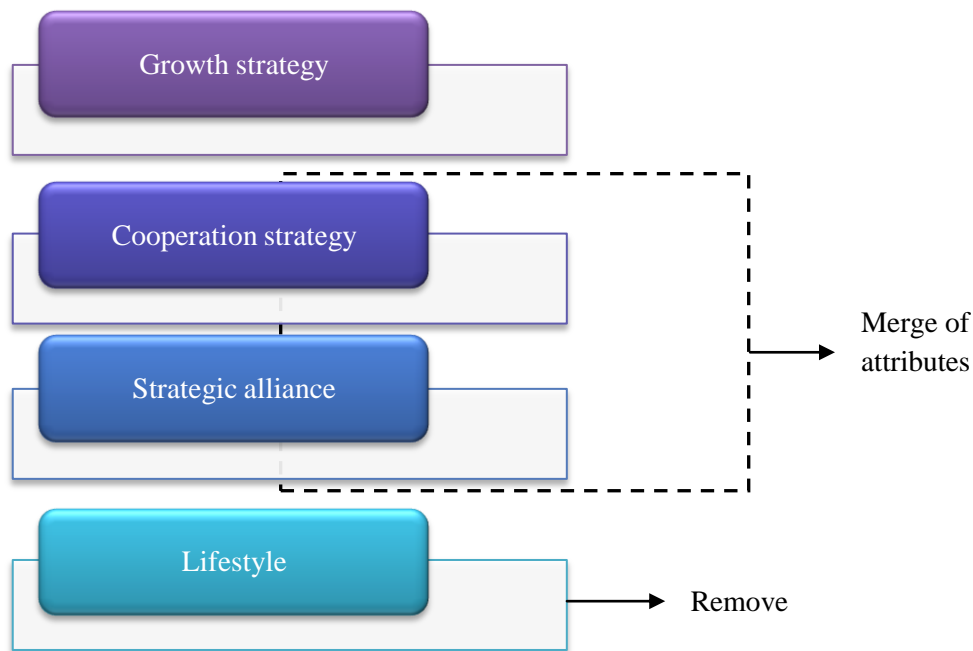 Growth strategy
Cooperation strategy
Merge of
attributes
Strategic alliance
Lifestyle
Remove